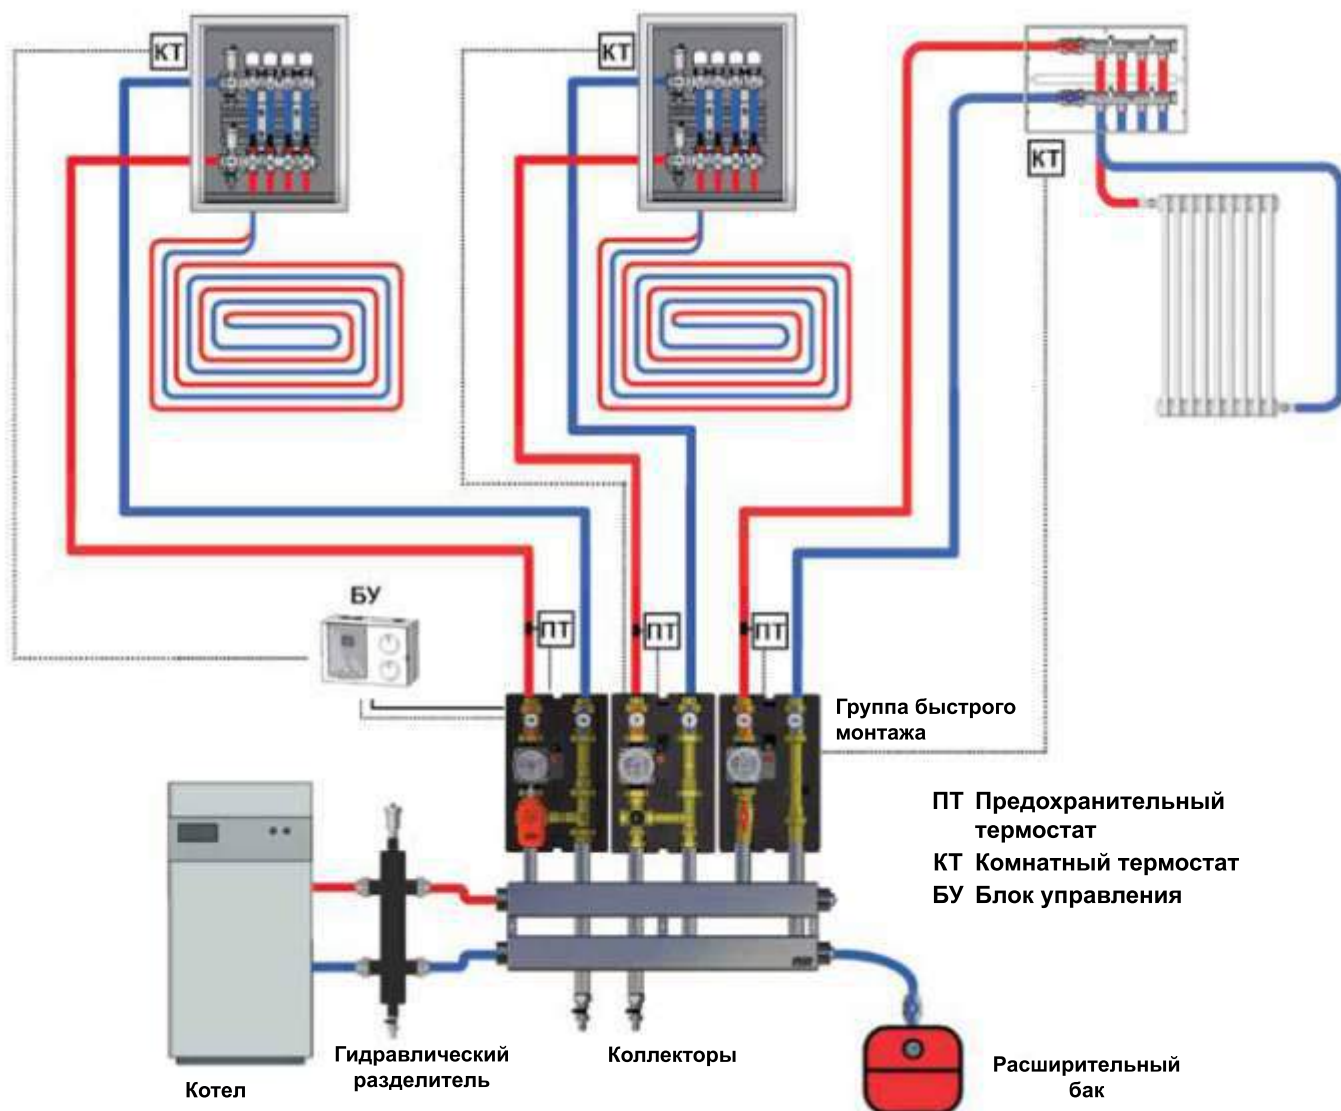 КТ
КТ
КТ
БУ
ПТ
ПТ
ПТ
Группа быстрого
монтажа
ПТ Предохранительный
термостат
КТ Комнатный термостат
БУ Блок управления
Гидравлический
разделитель
Коллекторы
Котел
Расширительный
бак